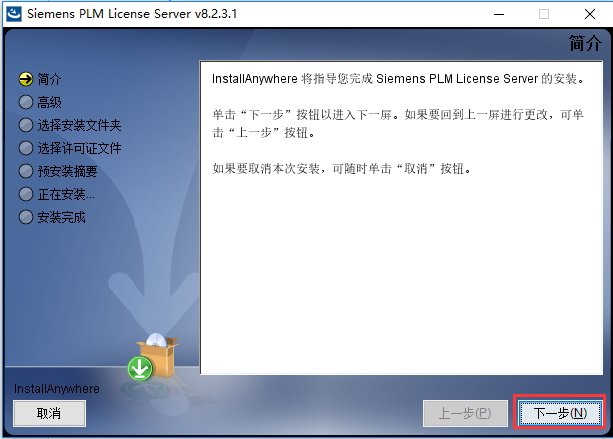 Siemens PLM License Server v8.2.3.1
简介
简介
高级
选择安装文件夹
选择许可证文件
预安装摘要
正在安装...
安装完成
InstallAnywhere 将指导您完成 Siemens PLM License Server 的安装。
单击“下一步”按钮以进入下一屏。如果要回到上一屏进行更改，可单
击“上一步”按钮。
如果要取消本次安装，可随时单击“取消”按钮。
InstallAnywhere
取消
上一步(P)
下一步(N)